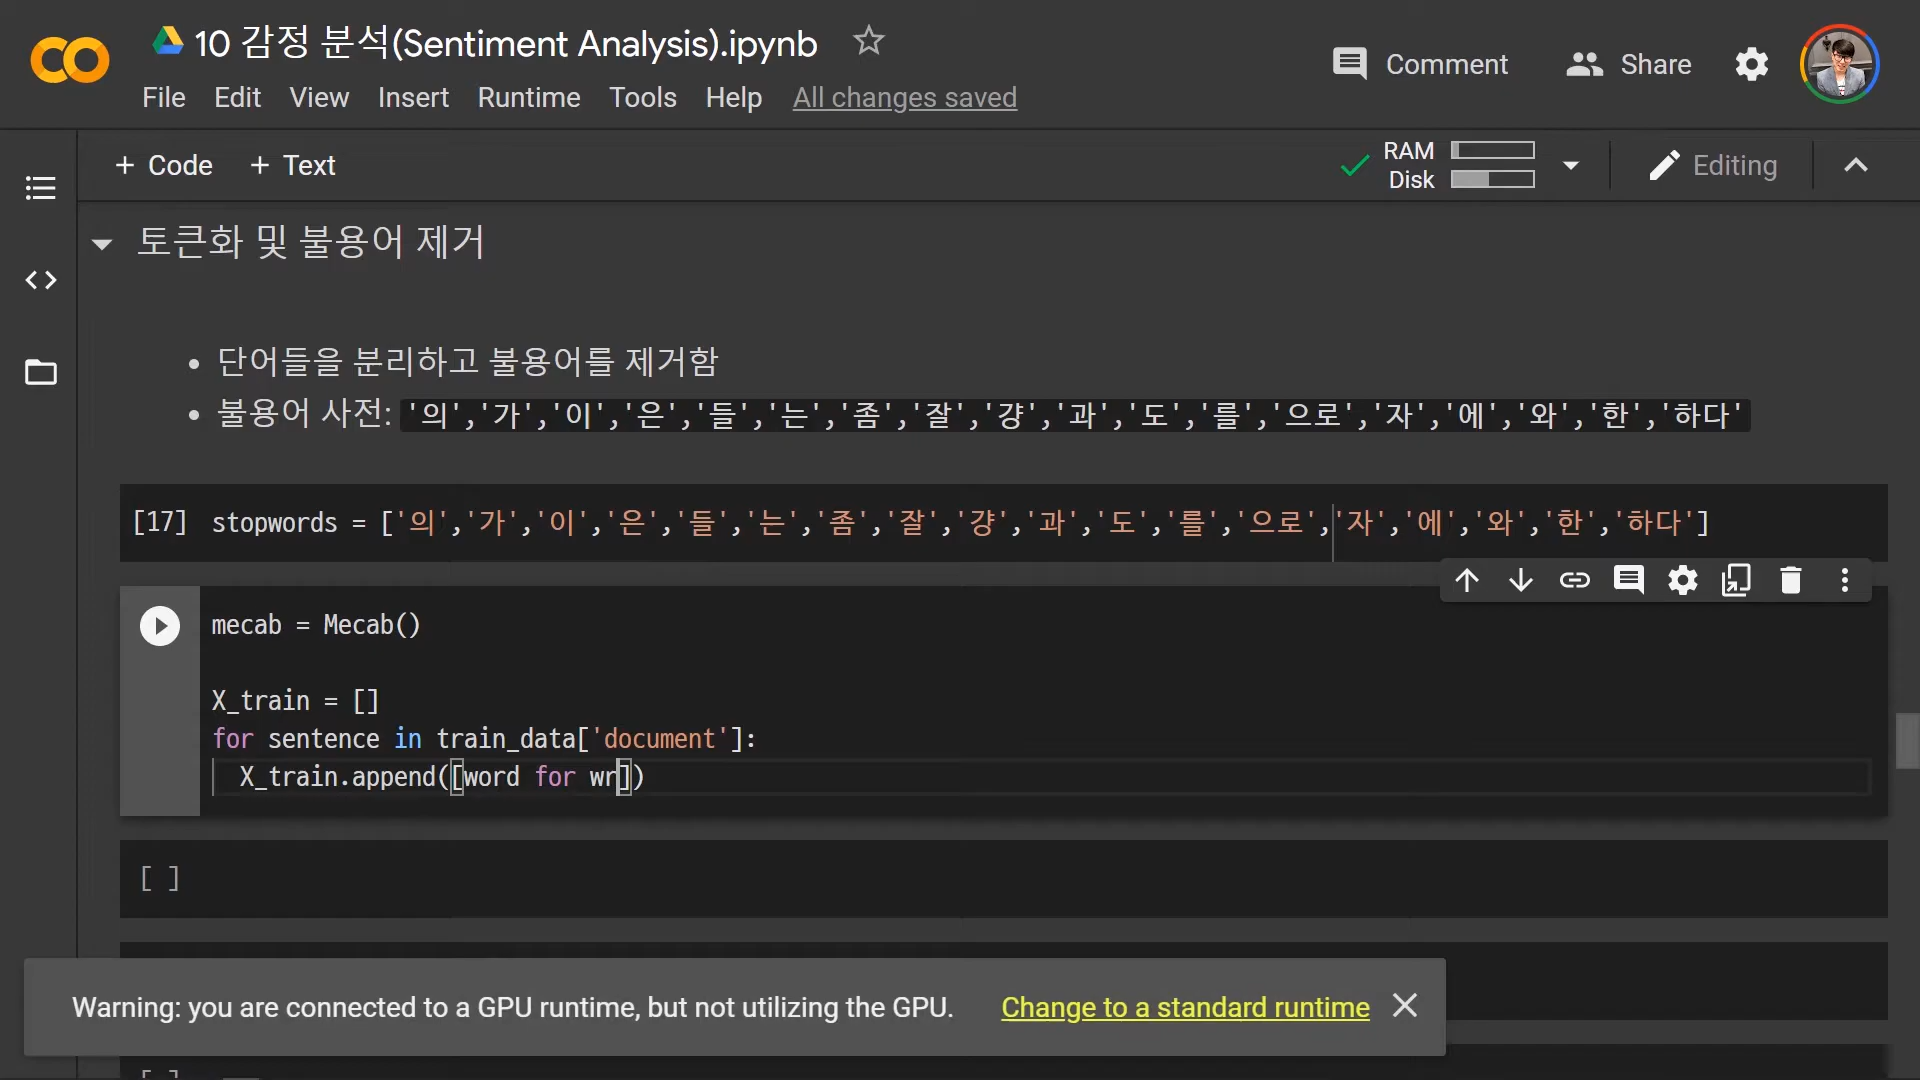 10 감정 분석(Sentiment Analysis).ipynb
File Edit View Insert Runtime Tools Help All changes saved
Comment Share
+ Code + Text
RAM
Disk
Editing
토큰화 및 불용어 제거
• 단어들을 분리하고 불용어를 제거함
• 불용어 사전: '의','가','이','은','들','는','좀','잘','걍','과','도','를','으로','자','에','와','한','하다'
[17] stopwords = ['의','가','이','은','들','는','좀','잘','걍','과','도','를','으로','자','에','와','한','하다']
mecab = Mecab()
X_train = []
for sentence in train_data['document']:
X_train.append([word for wr])
[ ]
Warning: you are connected to a GPU runtime, but not utilizing the GPU. Change to a standard runtime
[ ]